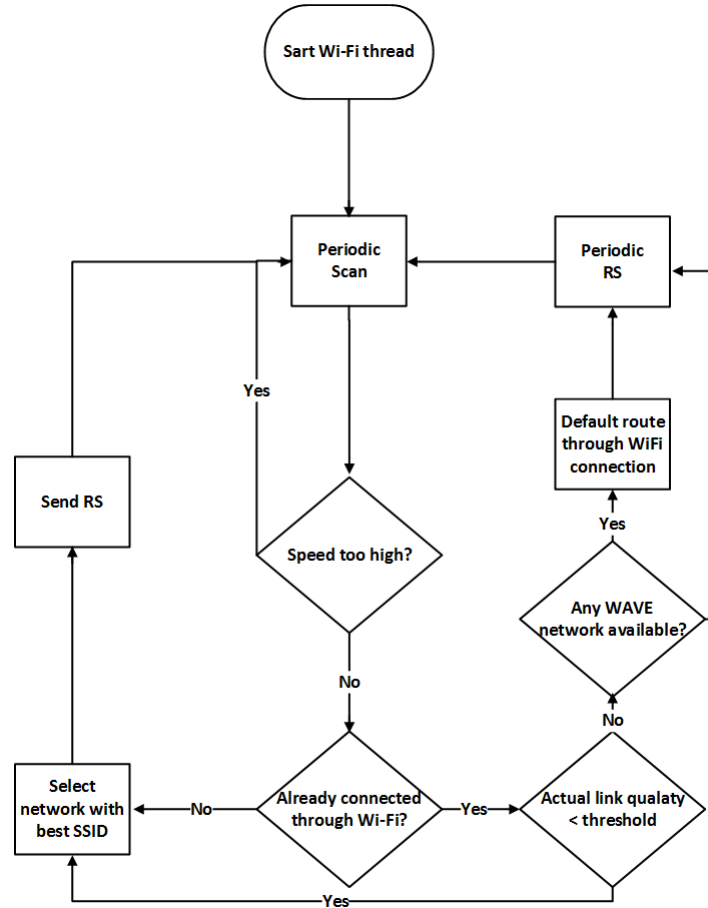 Sart Wi-Fi thread
Periodic
Scan
Periodic
RS
Yes
Default route
through WiFi
connection
Send RS
Yes
Speed too high?
Any WAVE
network available?
No
No
Select
network with
best SSID
No
Already connected
through Wi-Fi?
Yes
Actual link qualaty
< threshold
Yes